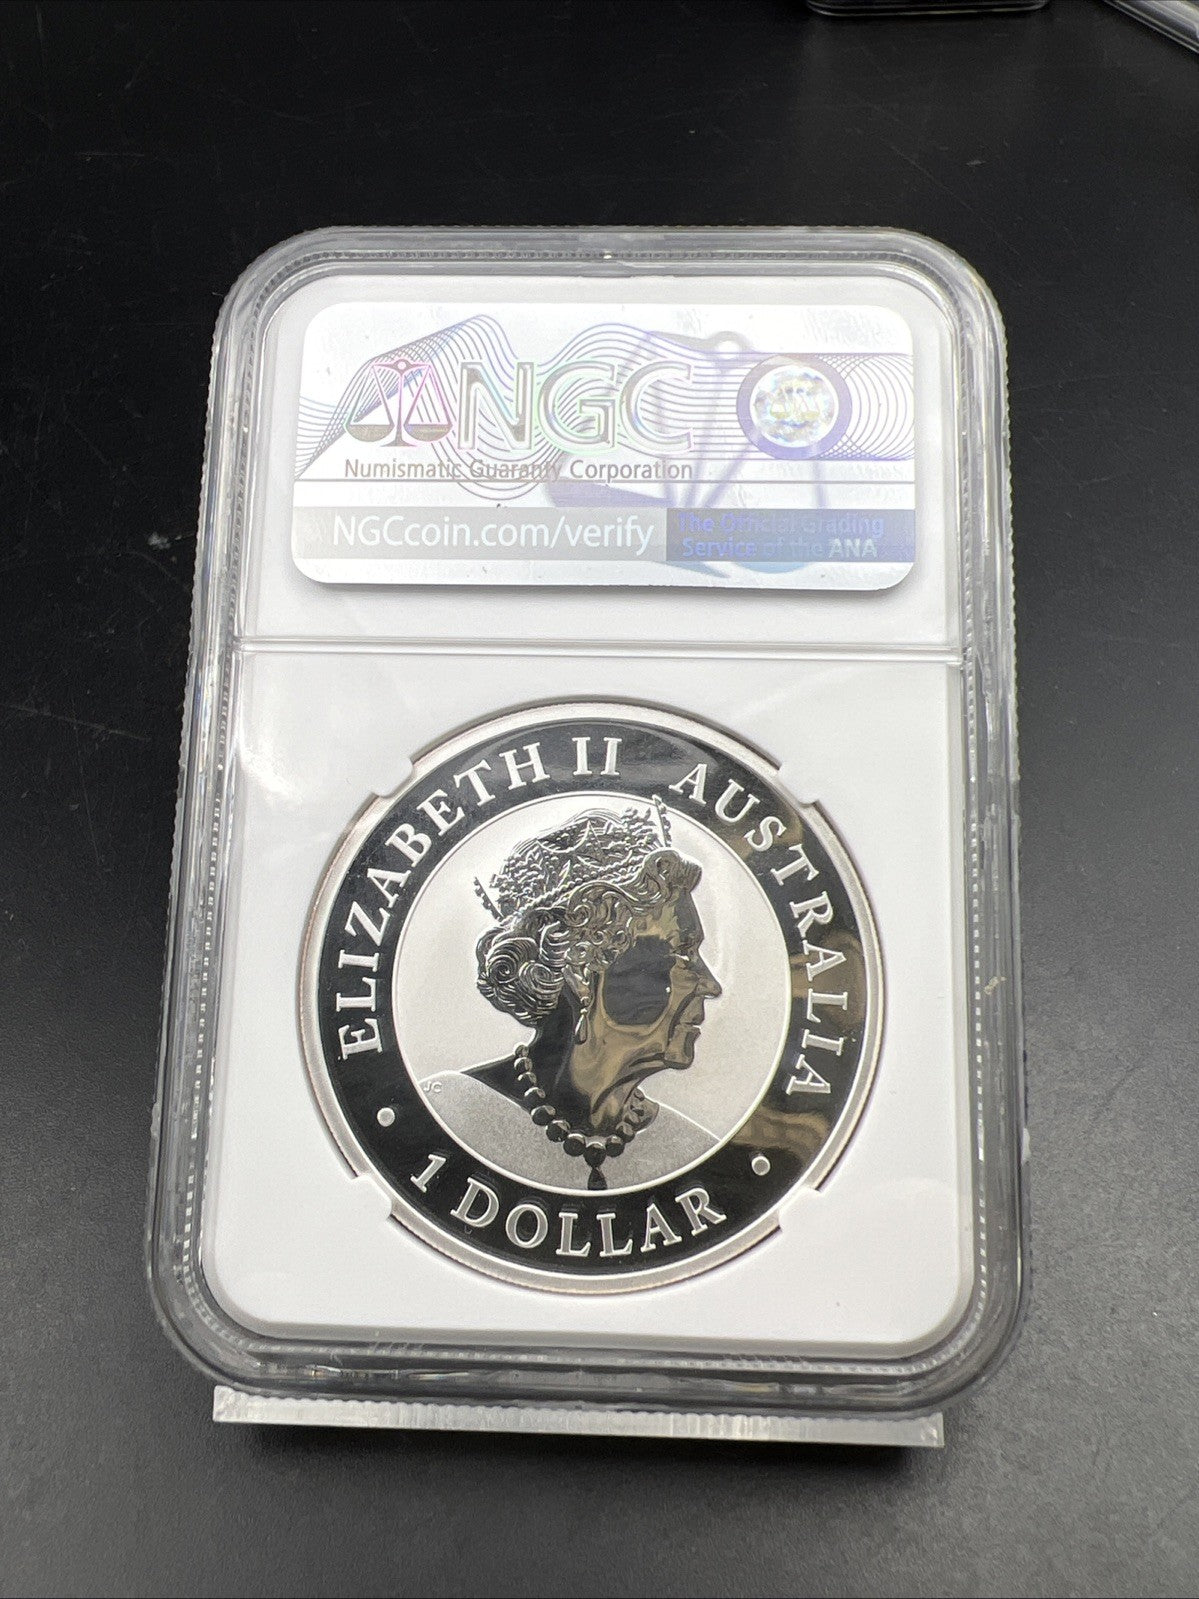 NGC
Numismatic Guaranty Corporation
NGCcoin.com/verify
The Official Grading
Service of the ANA
ELIZABETH II AUSTRALIA
JC
• 1 DOLLAR •